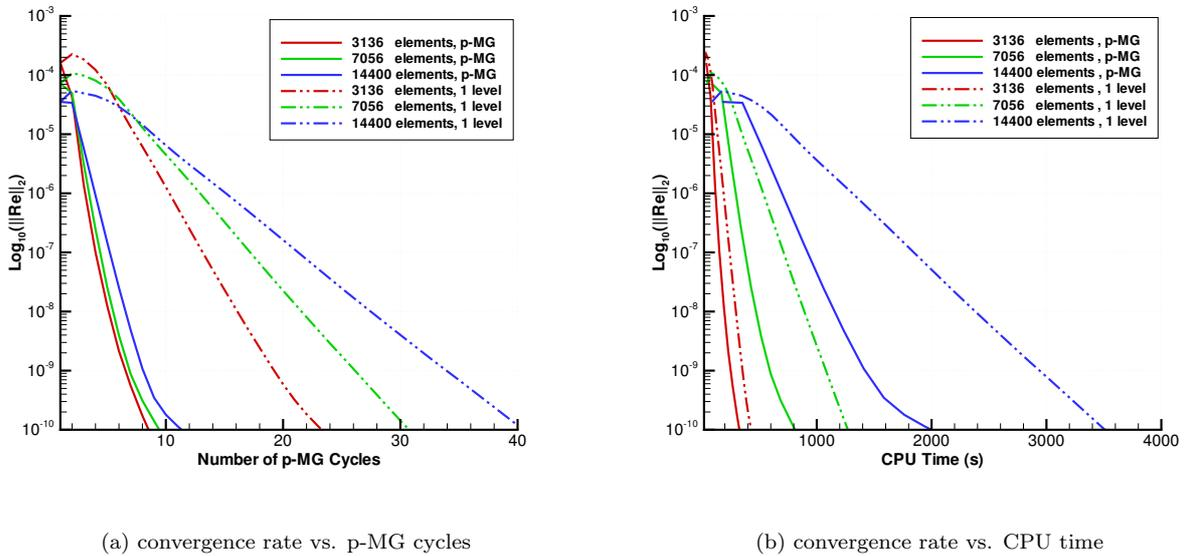 10-3
10-4
10-5
10-6
10-7
10-8
10-9
10-10
Log10(||Re||2)
3136 elements, p-MG
7056 elements, p-MG
14400 elements, p-MG
3136 elements, 1 level
7056 elements, 1 level
14400 elements, 1 level
10 20 30 40
Number of p-MG Cycles
(a) convergence rate vs. p-MG cycles
10-3
10-4
10-5
10-6
10-7
10-8
10-9
10-10
Log10(||Re||2)
3136 elements , p-MG
7056 elements , p-MG
14400 elements , p-MG
3136 elements , 1 level
7056 elements , 1 level
14400 elements , 1 level
1000 2000 3000 4000
CPU Time (s)
(b) convergence rate vs. CPU time